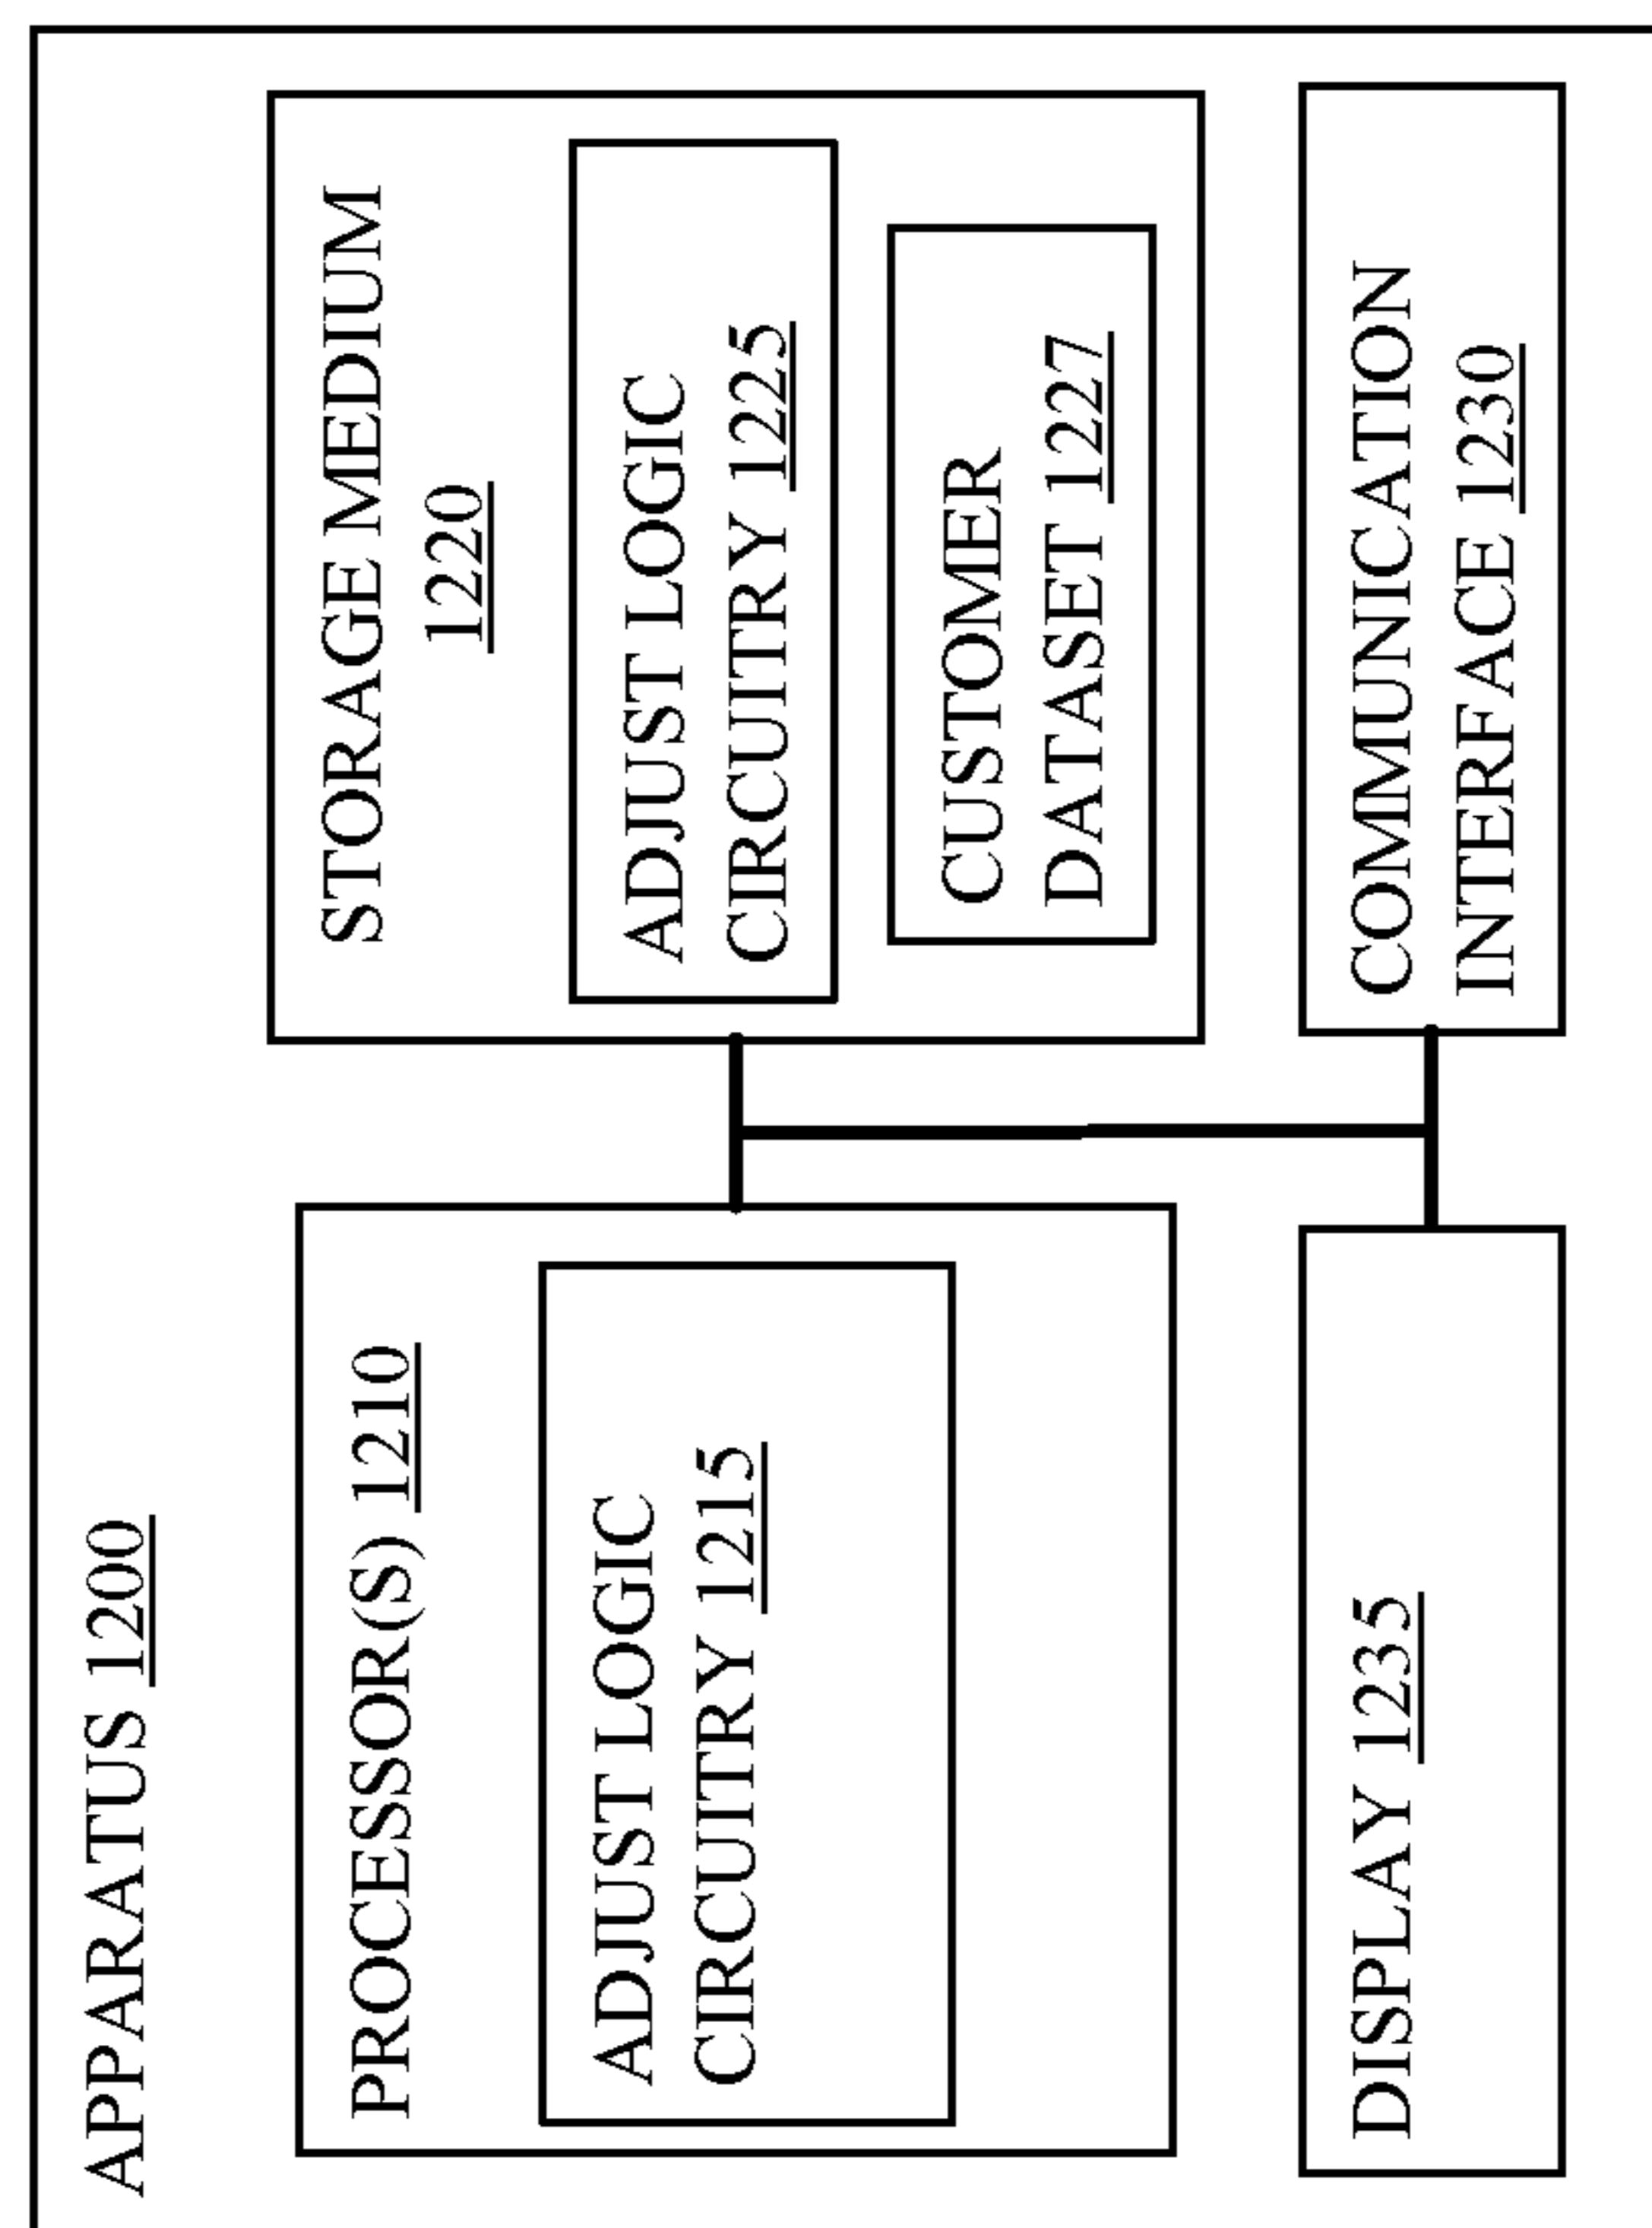 APPARATUS 1200
PROCESSOR(S) 1210
ADJUST LOGIC
CIRCUITRY 1215
STORAGE MEDIUM
1220
ADJUST LOGIC
CIRCUITRY 1225
CUSTOMER
DATASET 1227
DISPLAY 1235
COMMUNICATION
INTERFACE 1230